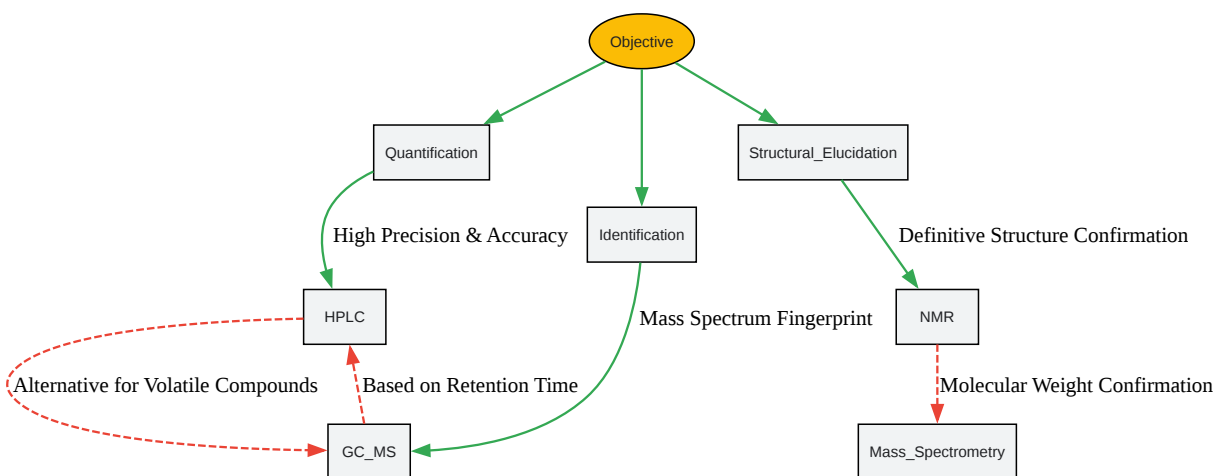 Objective
Quantification
Structural_Elucidation
Identification
High Precision & Accuracy
Definitive Structure Confirmation
HPLC
Mass Spectrum Fingerprint
NMR
Alternative for Volatile Compounds
Based on Retention Time
Molecular Weight Confirmation
GC_MS
Mass_Spectrometry